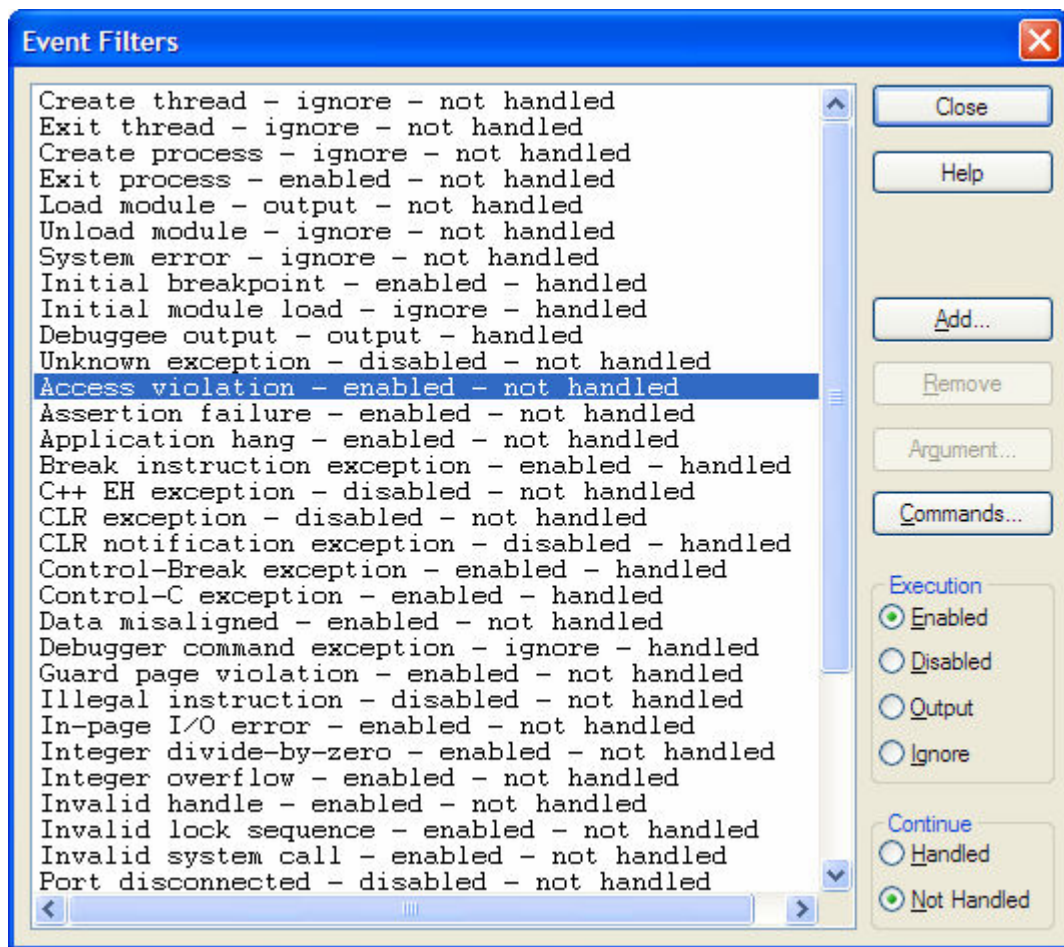 Event Filters
Create thread - ignore - not handled
Exit thread - ignore - not handled
Create process - ignore - not handled
Exit process - enabled - not handled
Load module - output - not handled
Unload module - ignore - not handled
System error - ignore - not handled
Initial breakpoint - enabled - handled
Initial module load - ignore - handled
Debuggee output - output - handled
Unknown exception - disabled - not handled
Access violation - enabled - not handled
Assertion failure - enabled - not handled
Application hang - enabled - not handled
Break instruction exception - enabled - handled
C++ EH exception - disabled - not handled
CLR exception - disabled - not handled
CLR notification exception - disabled - handled
Control-Break exception - enabled - handled
Control-C exception - enabled - handled
Data misaligned - enabled - not handled
Debugger command exception - ignore - handled
Guard page violation - enabled - not handled
Illegal instruction - disabled - not handled
In-page I/O error - enabled - not handled
Integer divide-by-zero - enabled - not handled
Integer overflow - enabled - not handled
Invalid handle - enabled - not handled
Invalid lock sequence - enabled - not handled
Invalid system call - enabled - not handled
Port disconnected - disabled - not handled
Close
Help
Add...
Remove
Argument...
Commands...
Execution
Enabled
Disabled
Output
Ignore
Continue
Handled
Not Handled